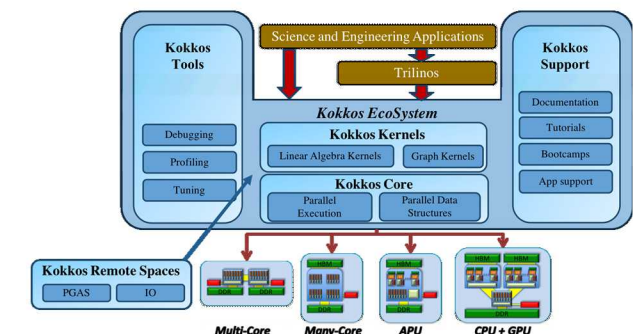 Kokkos
Tools
Debugging
Profiling
Tuning
Science and Engineering Applications
Trilinos
Kokkos
Support
Documentation
Tutorials
Bootcamps
App support
Kokkos EcoSystem
Kokkos Kernels
Linear Algebra Kernels
Graph Kernels
Kokkos Core
Parallel
Execution
Parallel Data
Structures
Kokkos Remote Spaces
PGAS
IO
DDR
DDR
HBM
DDR
HBM
DDR
HBM
HBM
DDR
Multi-Core
Many-Core
APU
CPU + GPU